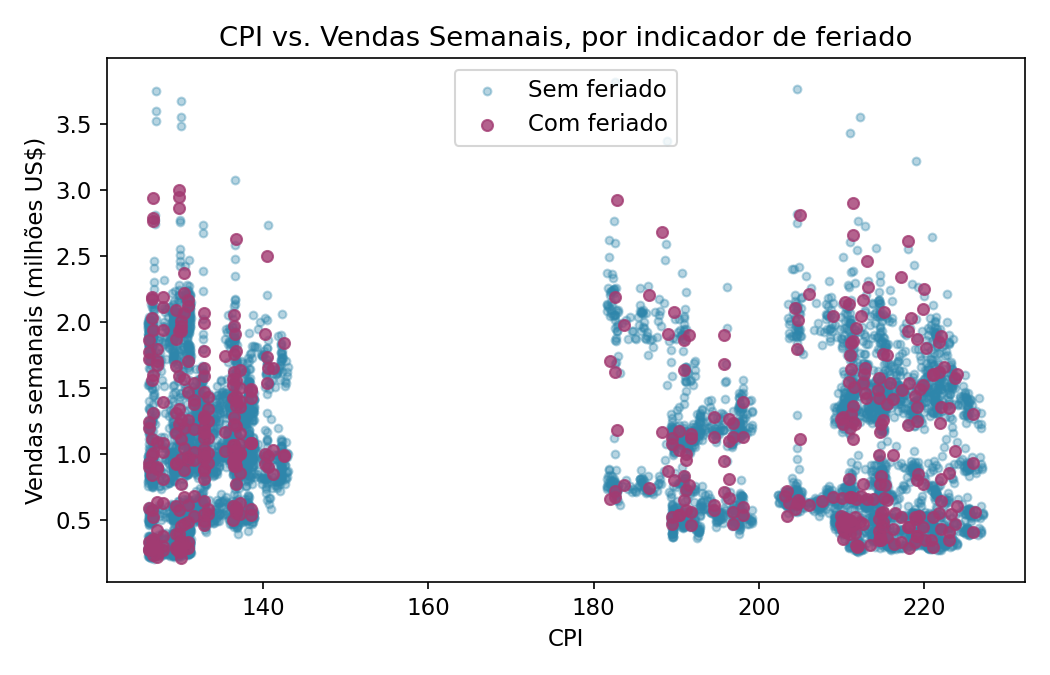 CPI vs. Vendas Semanais, por indicador de feriado
Sem feriado
Com feriado
Vendas semanais (milhões US$)
3.5
3.0
2.5
2.0
1.5
1.0
0.5
140
160
180
200
220
CPI